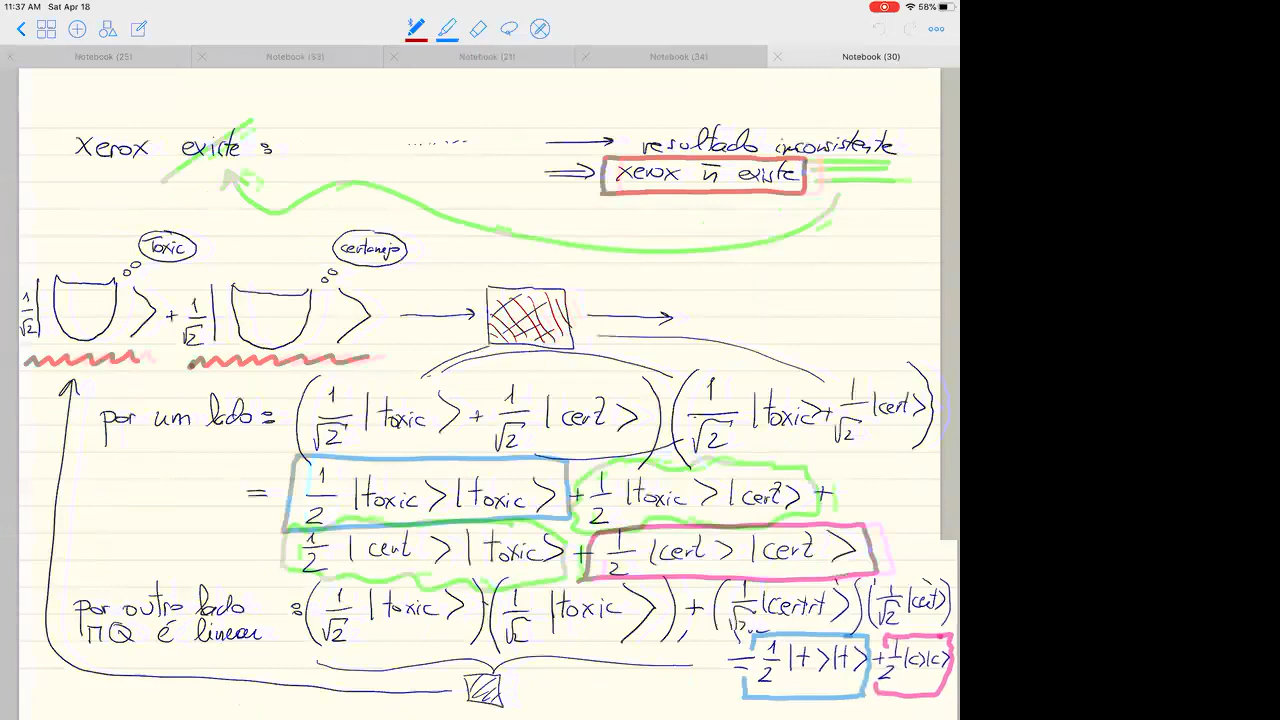 11:37 AM Sat Apr 18 58%
Notebook (25) Notebook (53) Notebook (21) Notebook (34) Notebook (30)
xerox existe : ...... → resultado inconsistente
⇒ xerox n̄ existe
Toxic certanejo
1/√2 | > + 1/√2 | > → →
por um lado : (1/√2 |toxic> + 1/√2 |cert>) (1/√2 |toxic> + 1/√2 |cert>)
= 1/2 |toxic>|toxic> + 1/2 |toxic>|cert> +
1/2 |cert>|toxic> + 1/2 |cert>|cert>
por outro lado : (1/√2 |toxic>) (1/√2 |toxic>) + (1/√2 |certrt>) (1/√2 |cert>)
MQ é linear
= 1/2 |t>|t> + 1/2 |c>|c>